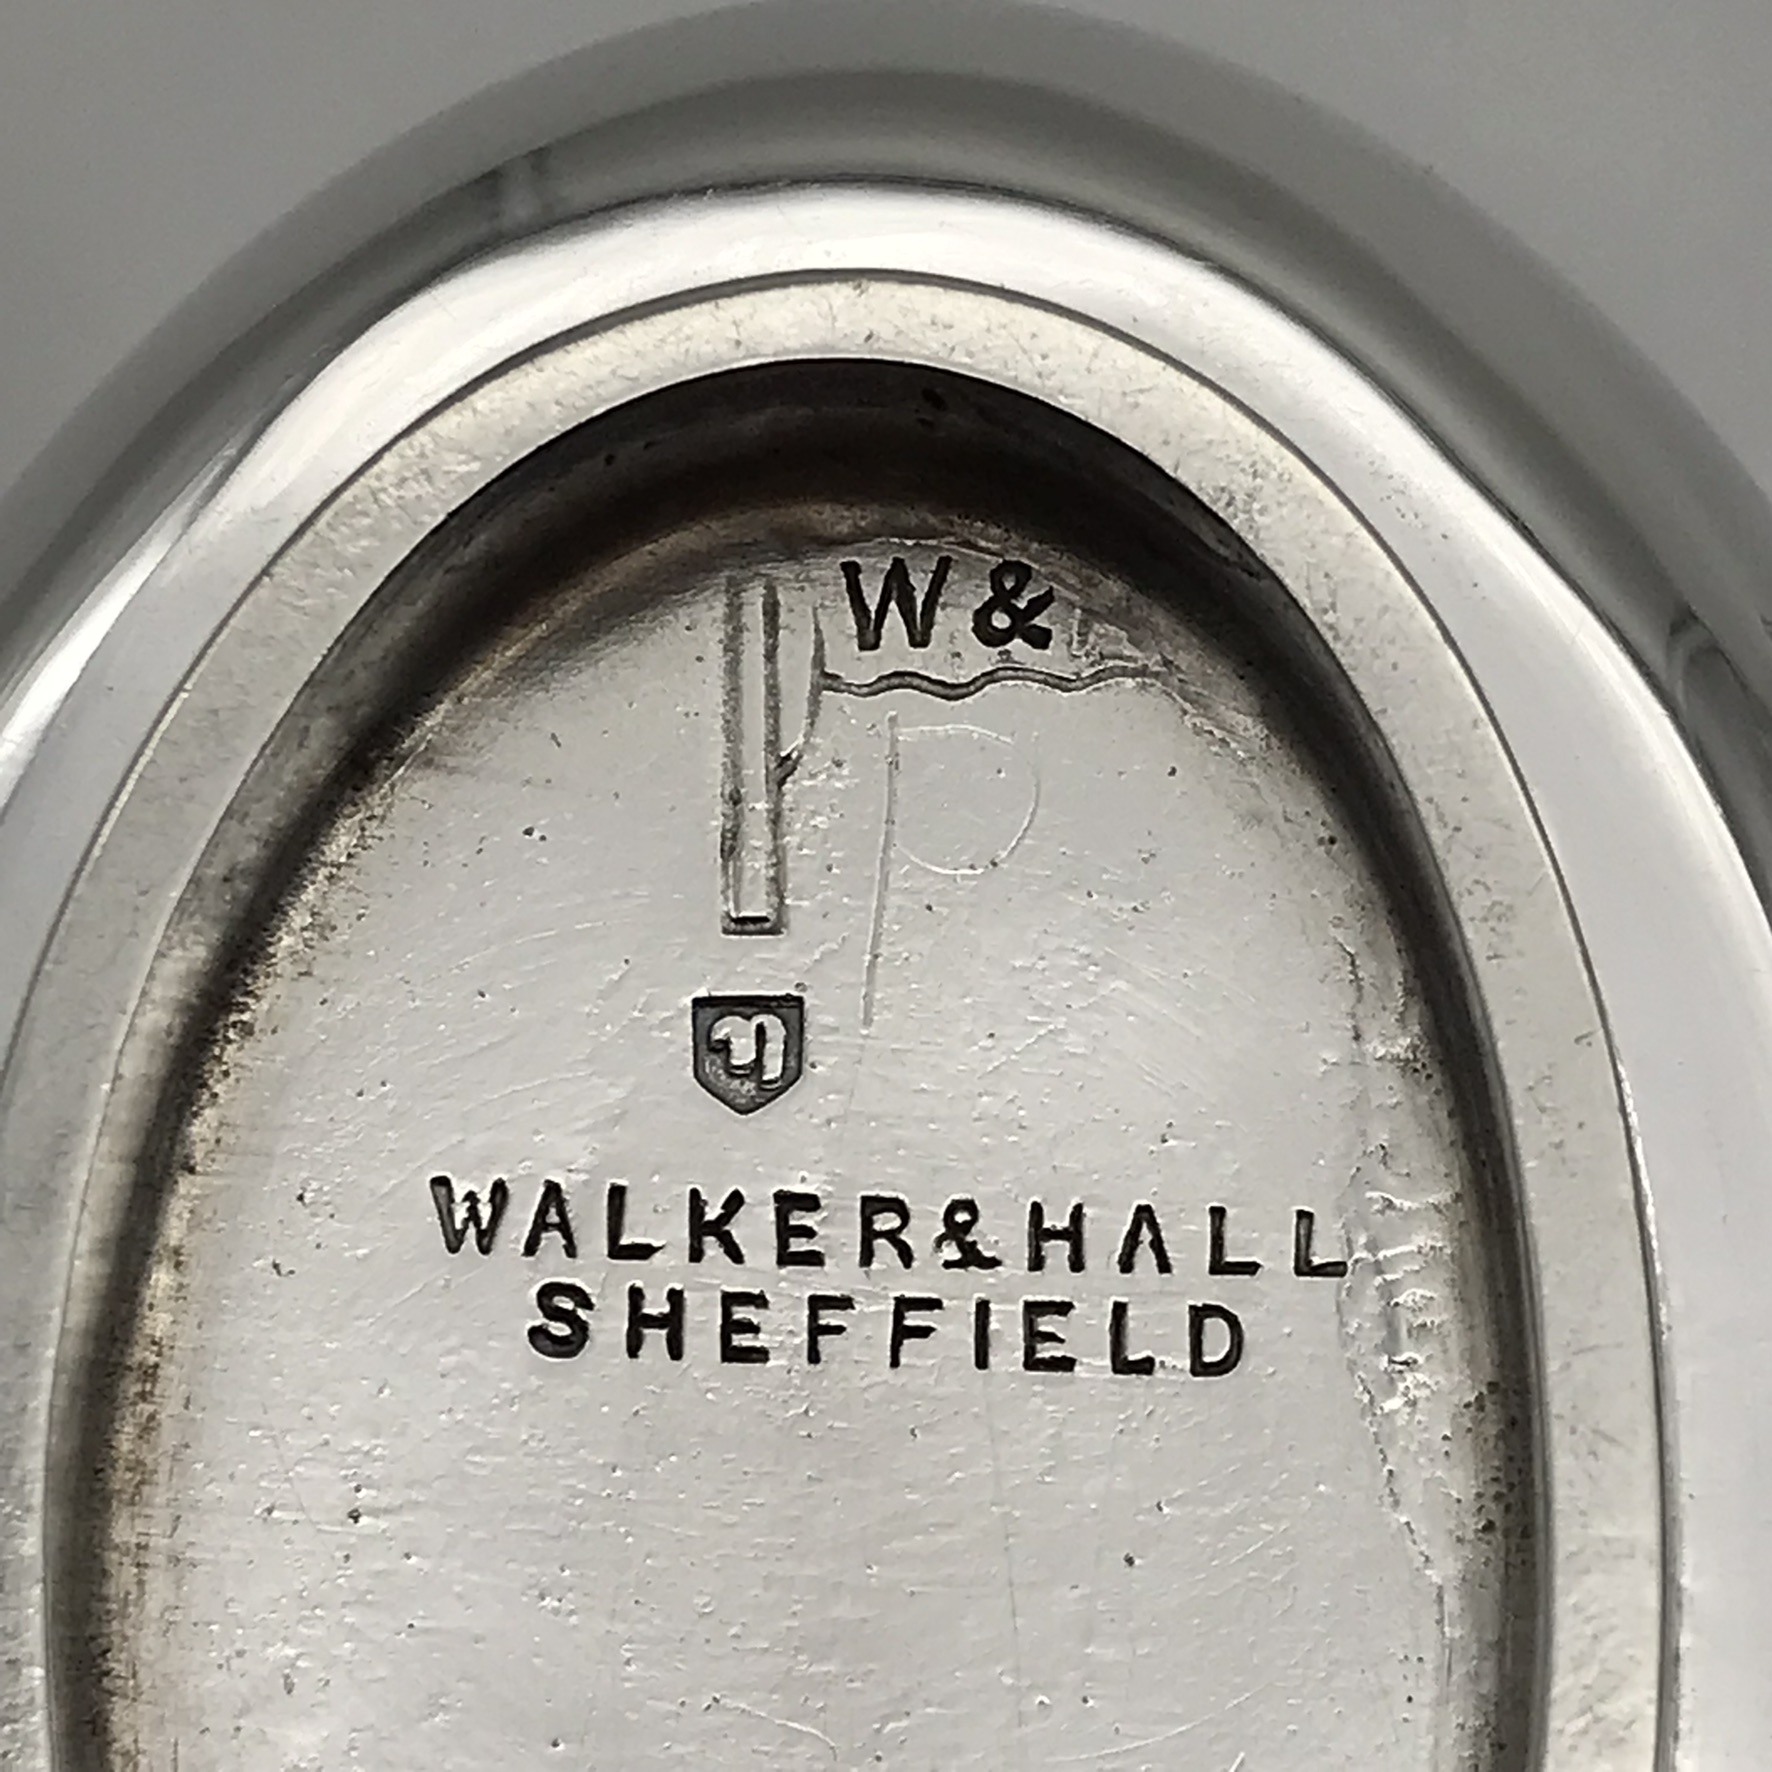 W &
p
WALKER & HALL
SHEFFIELD